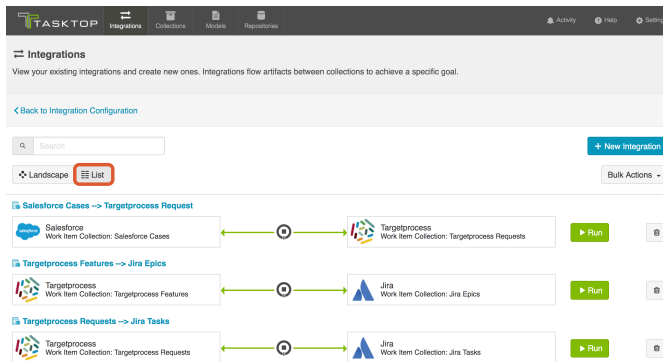 TASKTOP
Integrations
Collections
Models
Repositories
Activity
Help
Setting
Integrations
View your existing integrations and create new ones. Integrations flow artifacts between collections to achieve a specific goal.
Back to Integration Configuration
Search
+ New Integration
Landscape
List
Bulk Actions
Salesforce Cases --> Targetprocess Request
salesforce
Salesforce
Work Item Collection: Salesforce Cases
Targetprocess
Work Item Collection: Targetprocess Requests
Run
Targetprocess Features --> Jira Epics
Targetprocess
Work Item Collection: Targetprocess Features
Jira
Work Item Collection: Jira Epics
Run
Targetprocess Requests --> Jira Tasks
Targetprocess
Work Item Collection: Targetprocess Requests
Jira
Work Item Collection: Jira Tasks
Run